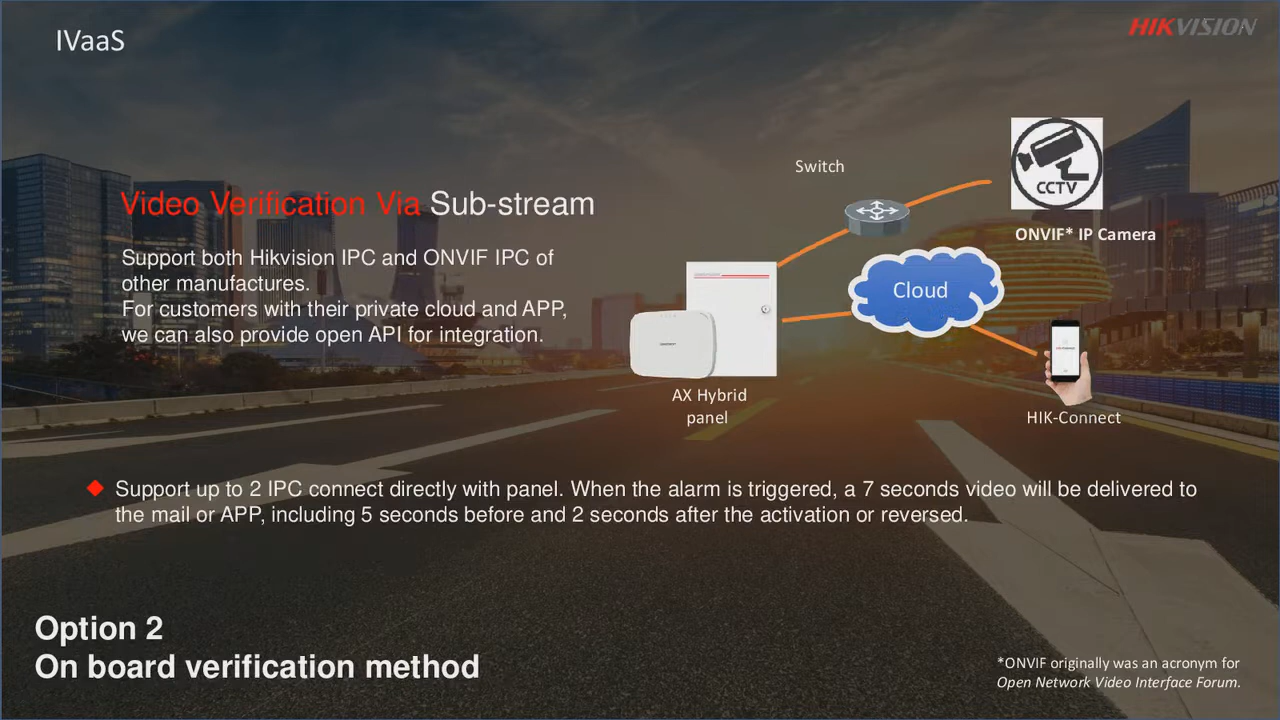 IVaaS
HIKVISION
Video Verification Via Sub-stream
Support both Hikvision IPC and ONVIF IPC of
other manufactures.
For customers with their private cloud and APP,
we can also provide open API for integration.
Switch
CCTV
ONVIF* IP Camera
Cloud
AX Hybrid
panel
HIK-Connect
Support up to 2 IPC connect directly with panel. When the alarm is triggered, a 7 seconds video will be delivered to
the mail or APP, including 5 seconds before and 2 seconds after the activation or reversed.
Option 2
On board verification method
*ONVIF originally was an acronym for
Open Network Video Interface Forum.